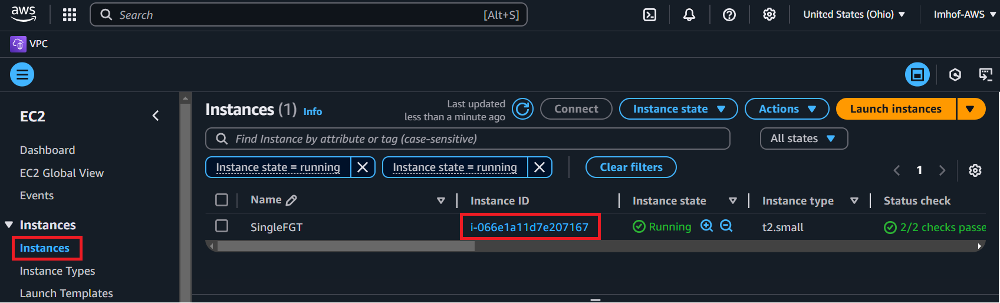 aws
Search [Alt+S]
United States (Ohio)
Imhof-AWS
VPC
EC2
Dashboard
EC2 Global View
Events
Instances
Instances
Instance Types
Launch Templates
Instances (1) Info
Last updated
less than a minute ago
Connect
Instance state
Actions
Launch instances
Find Instance by attribute or tag (case-sensitive)
All states
Instance state = running
Instance state = running
Clear filters
1
Name Instance ID Instance state Instance type Status check
SingleFGT i-066e1a11d7e207167 Running t2.small 2/2 checks passe